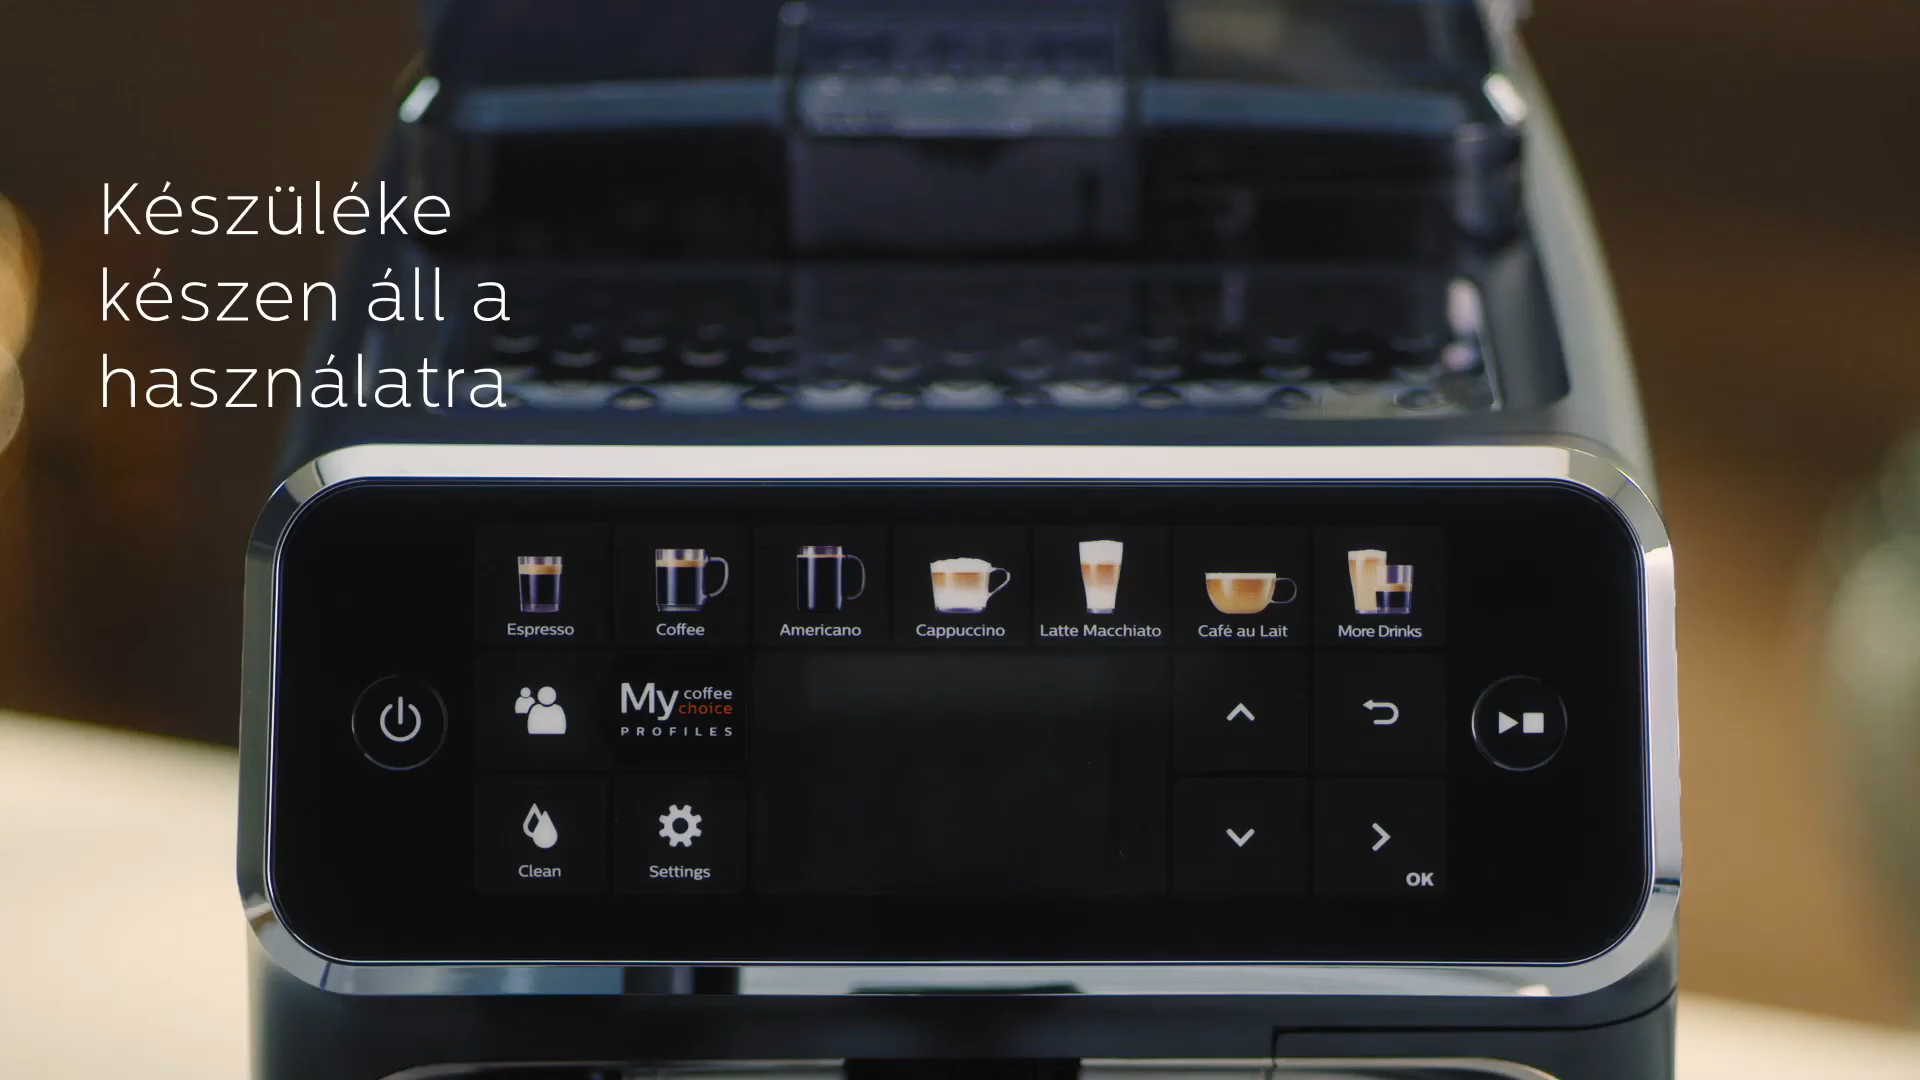 Készüléke
készen áll a
használatra
Espresso
Coffee
Americano
Cappuccino
Latte Macchiato
Café au Lait
More Drinks
My coffee choice
PROFILES
Clean
Settings
OK